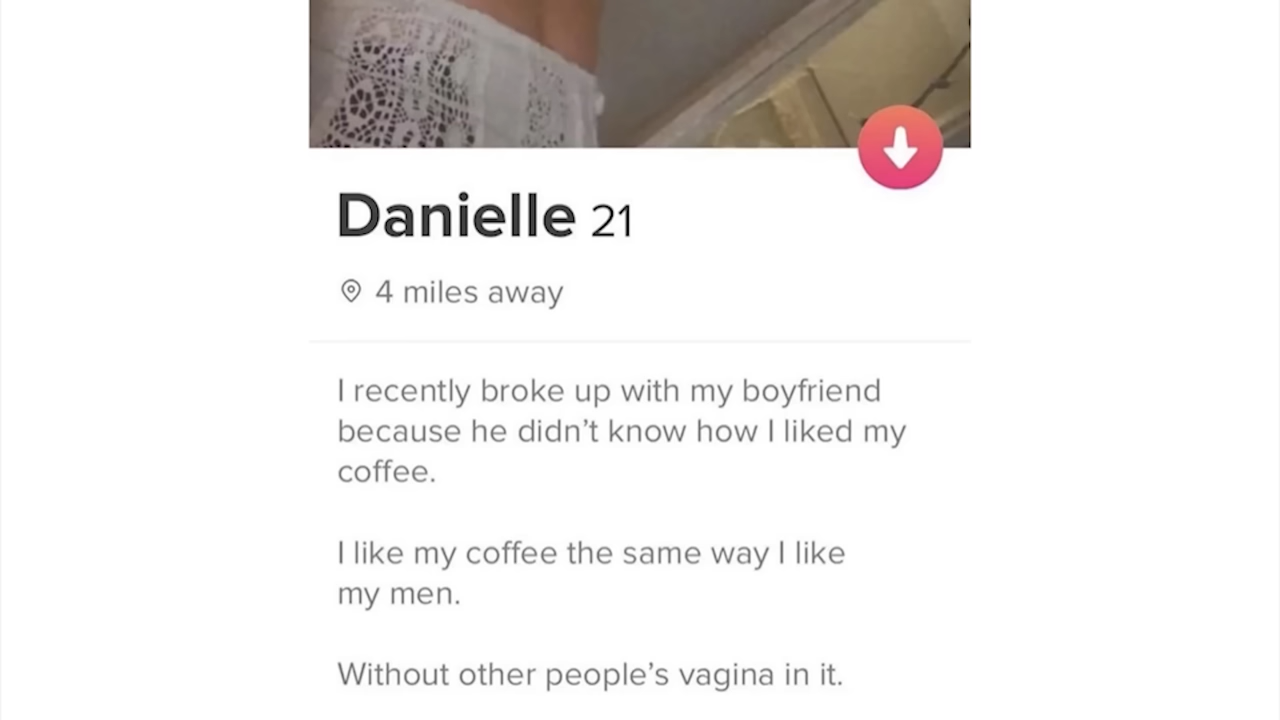 Danielle 21
4 miles away
I recently broke up with my boyfriend
because he didn’t know how I liked my
coffee.
I like my coffee the same way I like
my men.
Without other people’s vagina in it.